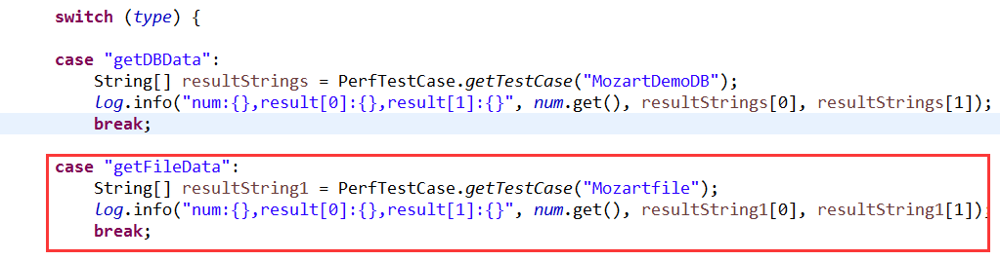 switch (type) {
case "getDBData":
String[] resultStrings = PerfTestCase.getTestCase("MozartDemoDB");
log.info("num:{},result[0]:{},result[1]:{}", num.get(), resultStrings[0], resultStrings[1]);
break;
case "getFileData":
String[] resultString1 = PerfTestCase.getTestCase("Mozartfile");
log.info("num:{},result[0]:{},result[1]:{}", num.get(), resultString1[0], resultString1[1]);
break;